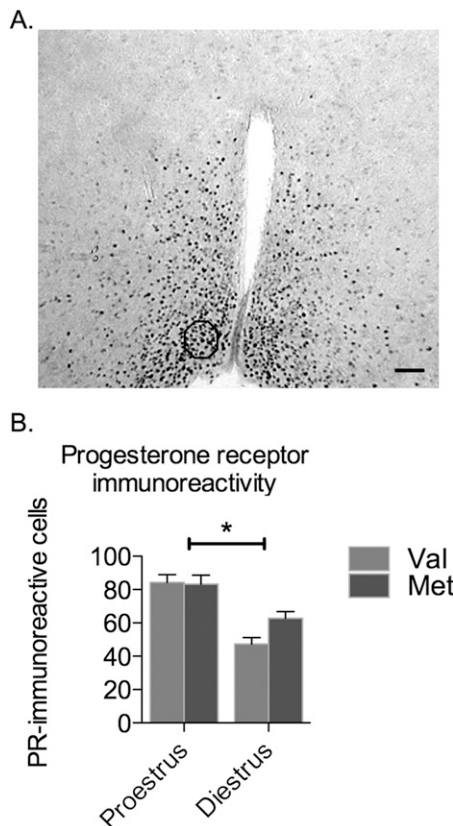 A.
B.
Progesterone receptor
immunoreactivity
PR-immunoreactive cells
*
100
80
60
40
20
0
Val
Met
Proestrus
Diestrus